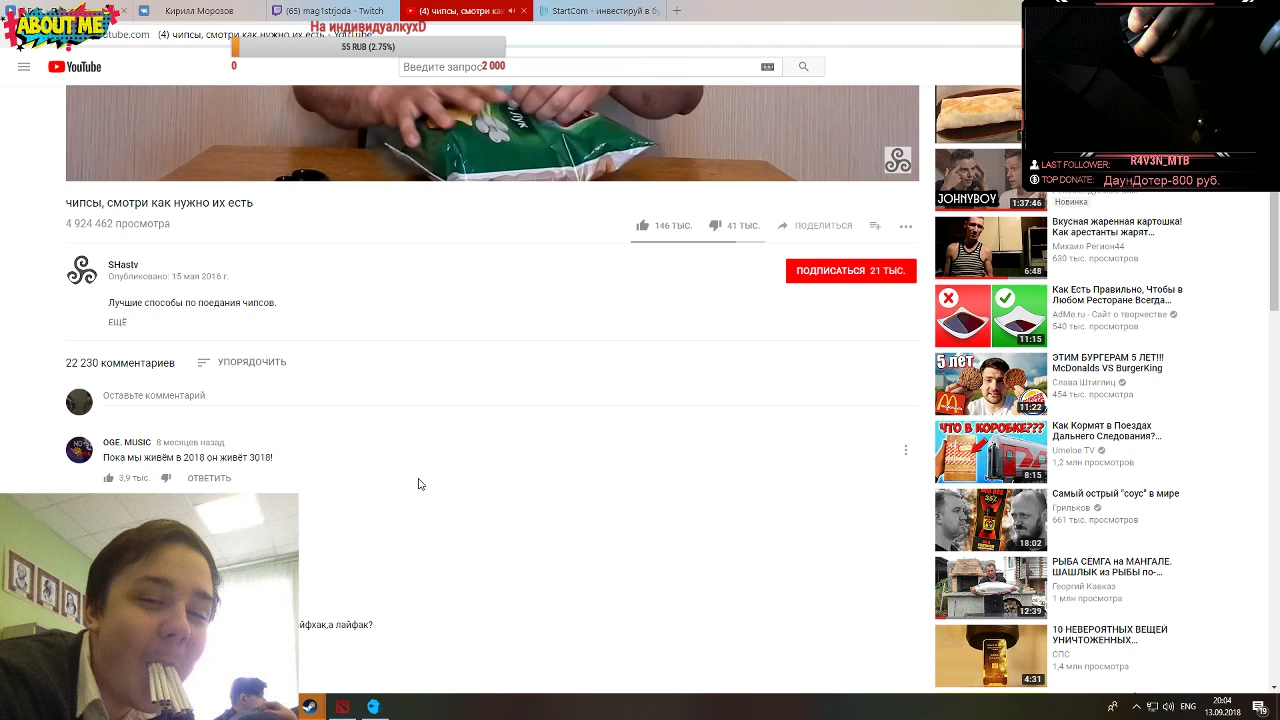 ABOUT ME
Кирилл Морозов
(65) mag1strodota - Twitch
(4) чипсы, смотри как
StartCom - инвестируй в бу
На индивидуалкухD
55 RUB (2.75%)
0
2 000
YouTube
Введите запрос
LAST FOLLOWER:
R4V3N_MTB
TOP DONATE:
ДаунДотер-800 руб.
чипсы, смотри как нужно их есть
4 924 462 просмотра
146 ТЫС.
41 ТЫС.
ПОДЕЛИТЬСЯ
SHastv
Опубликовано: 15 мая 2016 г.
ПОДПИСАТЬСЯ 21 ТЫС.
Лучшие способы по поедания чипсов.
ЕЩЁ
22 230 комментариев
УПОРЯДОЧИТЬ
Оставьте комментарий
OGE. MUSIC 8 месяцев назад
Пока мы живём в 2018 он живёт 3018!
3,9 тыс.
ОТВЕТИТЬ
йфхак,а лайфак?
JOHNYBOY
1:37:46
Новинка
Вкусная жаренная картошка!
Как арестанты жарят…
Михаил Регион44
630 тыс. просмотров
6:48
Как Есть Правильно, Чтобы в
Любом Ресторане Всегда…
AdMe.ru - Сайт о творчестве
540 тыс. просмотров
11:15
5 лет
ЭТИМ БУРГЕРАМ 5 ЛЕТ!!!
McDonalds VS BurgerKing
Слава Штиглиц
454 тыс. просмотра
11:22
ЧТО В КОРОБКЕ???
Как Кормят в Поездах
Дальнего Следования?…
Umeloe TV
1,2 млн просмотров
8:15
Самый острый "соус" в мире
Грильков
661 тыс. просмотров
18:02
РЫБА СЕМГА на МАНГАЛЕ.
ШАШЛЫК из РЫБЫ по-…
Георгий Кавказ
1 млн просмотра
12:39
10 НЕВЕРОЯТНЫХ ВЕЩЕЙ
УНИЧТОЖЕННЫХ…
СПС
1,4 млн просмотра
4:31
ENG
20:04
13.09.2018